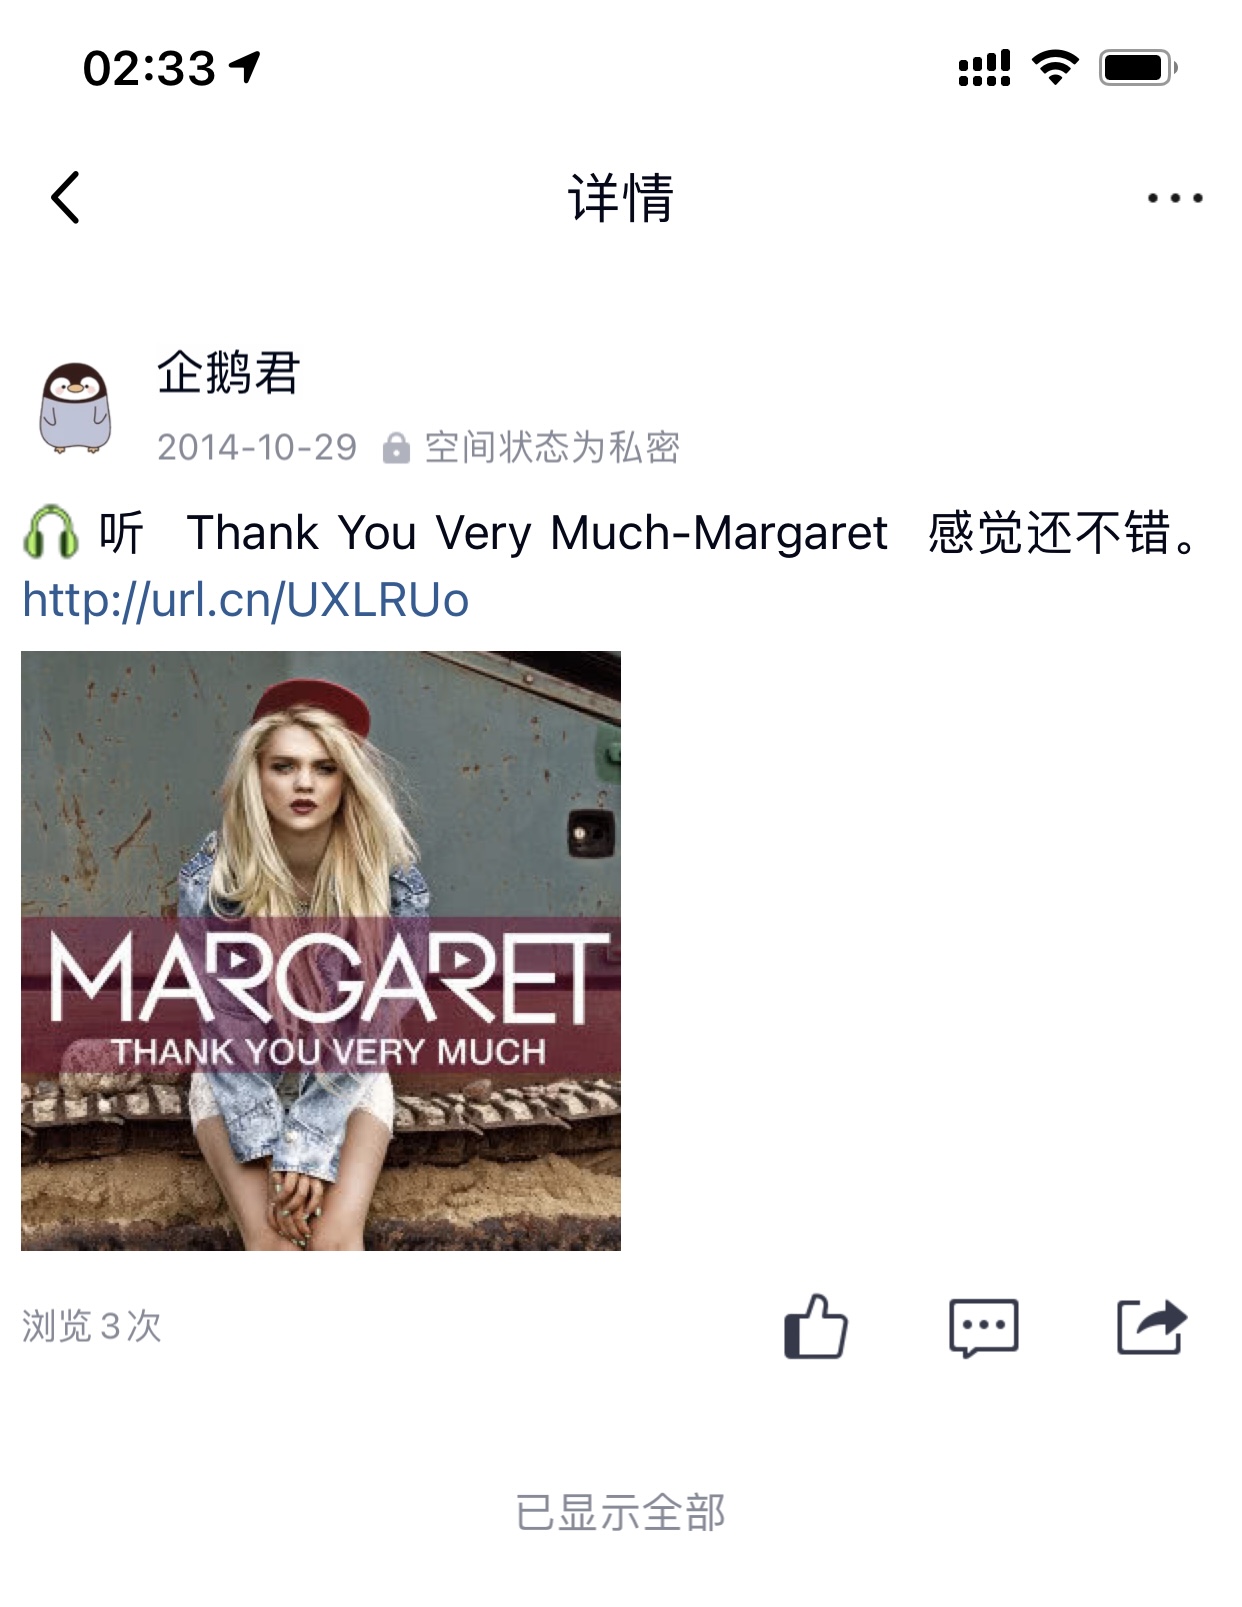 02:33
详情
企鹅君
2014-10-29 空间状态为私密
听 Thank You Very Much-Margaret 感觉还不错。
http://url.cn/UXLRUo
MARGARET
THANK YOU VERY MUCH
浏览3次
已显示全部